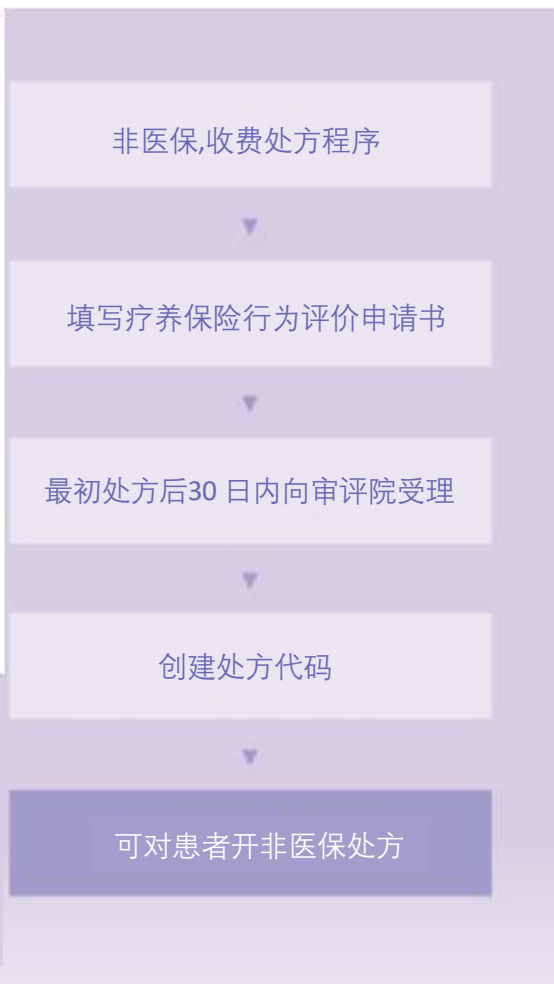 非医保,收费处方程序
填写疗养保险行为评价申请书
最初处方后30 日内向审评院受理
创建处方代码
可对患者开非医保处方